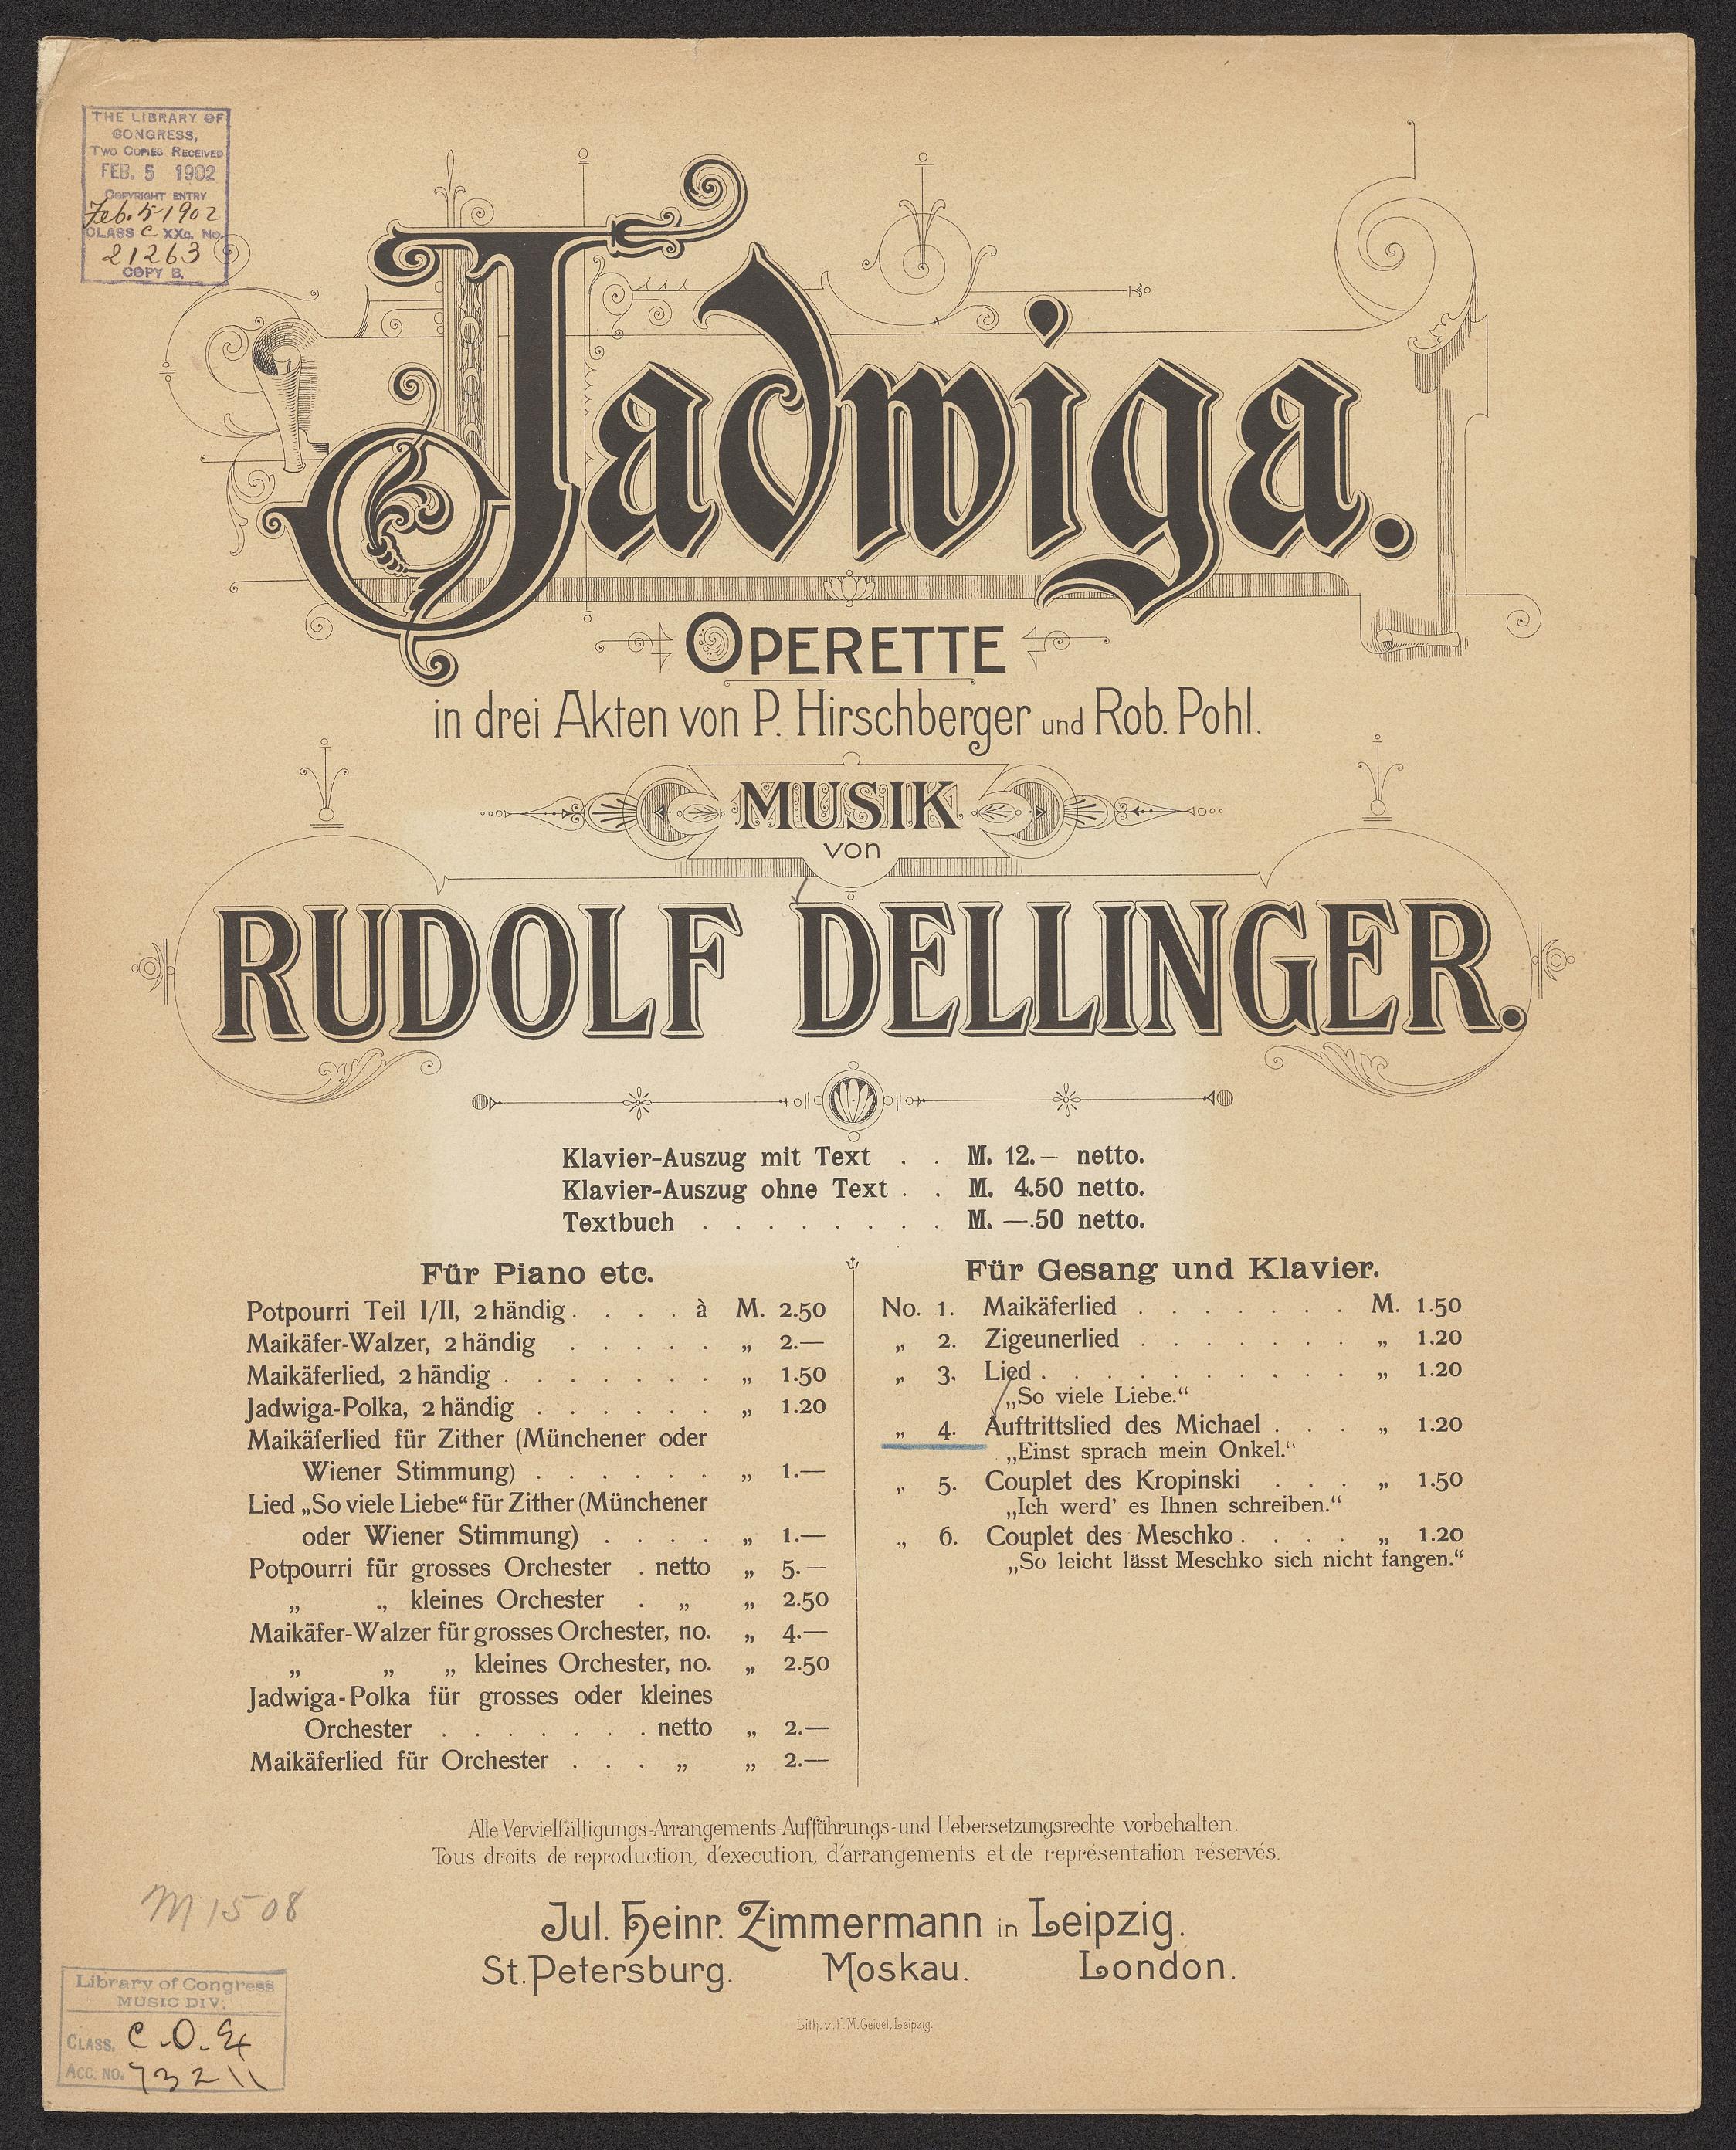 THE LIBRARY OF
CONGRESS,
TWO COPIES RECEIVED
FEB. 5 1902
COPYRIGHT ENTRY
Feb. 5-1902
CLASS C XXc. No.
21263
COPY B.
Jadwiga.
OPERETTE
in drei Akten von P. Hirschberger und Rob. Pohl.
MUSIK
von
RUDOLF DELLINGER.
Klavier-Auszug mit Text . . M. 12.— netto.
Klavier-Auszug ohne Text . . M. 4.50 netto.
Textbuch . . . . . . . . M. —.50 netto.
Für Piano etc.
Potpourri Teil I/II, 2 händig . . . . à M. 2.50
Maikäfer-Walzer, 2 händig . . . . . „ 2.—
Maikäferlied, 2 händig . . . . . . . „ 1.50
Jadwiga-Polka, 2 händig . . . . . . „ 1.20
Maikäferlied für Zither (Münchener oder
Wiener Stimmung) . . . . . . „ 1.—
Lied „So viele Liebe“ für Zither (Münchener
oder Wiener Stimmung) . . . . „ 1.—
Potpourri für grosses Orchester . netto „ 5.—
„ „ kleines Orchester . „ „ 2.50
Maikäfer-Walzer für grosses Orchester, no. „ 4.—
„ „ „ kleines Orchester, no. „ 2.50
Jadwiga-Polka für grosses oder kleines
Orchester . . . . . . . netto „ 2.—
Maikäferlied für Orchester . . . „ „ 2.—
Für Gesang und Klavier.
No. 1. Maikäferlied . . . . . . . M. 1.50
„ 2. Zigeunerlied . . . . . . . „ 1.20
„ 3. Lied . . . . . . . . . . „ 1.20
„So viele Liebe.“
„ 4. Auftrittslied des Michael . . . „ 1.20
„Einst sprach mein Onkel.“
„ 5. Couplet des Kropinski . . . „ 1.50
„Ich werd' es Ihnen schreiben.“
„ 6. Couplet des Meschko . . . . „ 1.20
„So leicht lässt Meschko sich nicht fangen.“
Alle Vervielfältigungs-Arrangements-Aufführungs-und Uebersetzungsrechte vorbehalten.
Tous droits de reproduction, d'execution, d'arrangements et de représentation réservés.
M1508
Jul. Heinr. Zimmermann in Leipzig.
St. Petersburg. Moskau. London.
Lith. v. F. M. Geidel, Leipzig.
Library of Congress
MUSIC DIV.
CLASS. C.O.Ex
ACC. NO. 73211